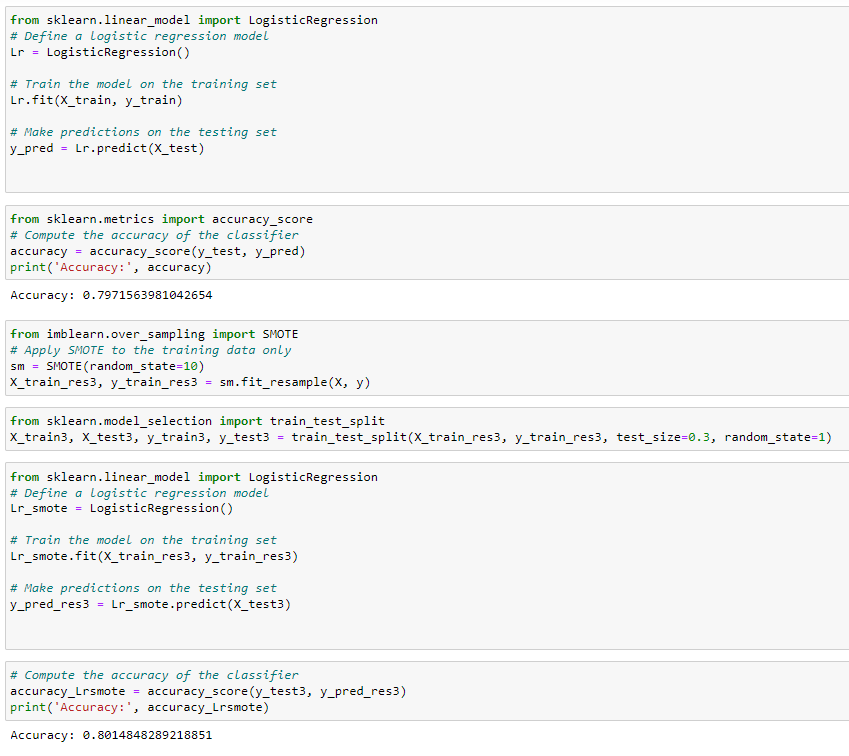 from sklearn.linear_model import LogisticRegression
# Define a logistic regression model
Lr = LogisticRegression()
# Train the model on the training set
Lr.fit(X_train, y_train)
# Make predictions on the testing set
y_pred = Lr.predict(X_test)
from sklearn.metrics import accuracy_score
# Compute the accuracy of the classifier
accuracy = accuracy_score(y_test, y_pred)
print('Accuracy:', accuracy)
Accuracy: 0.7971563981042654
from imblearn.over_sampling import SMOTE
# Apply SMOTE to the training data only
sm = SMOTE(random_state=10)
X_train_res3, y_train_res3 = sm.fit_resample(X, y)
from sklearn.model_selection import train_test_split
X_train3, X_test3, y_train3, y_test3 = train_test_split(X_train_res3, y_train_res3, test_size=0.3, random_state=1)
from sklearn.linear_model import LogisticRegression
# Define a logistic regression model
Lr_smote = LogisticRegression()
# Train the model on the training set
Lr_smote.fit(X_train_res3, y_train_res3)
# Make predictions on the testing set
y_pred_res3 = Lr_smote.predict(X_test3)
# Compute the accuracy of the classifier
accuracy_Lrsmote = accuracy_score(y_test3, y_pred_res3)
print('Accuracy:', accuracy_Lrsmote)
Accuracy: 0.8014848289218851